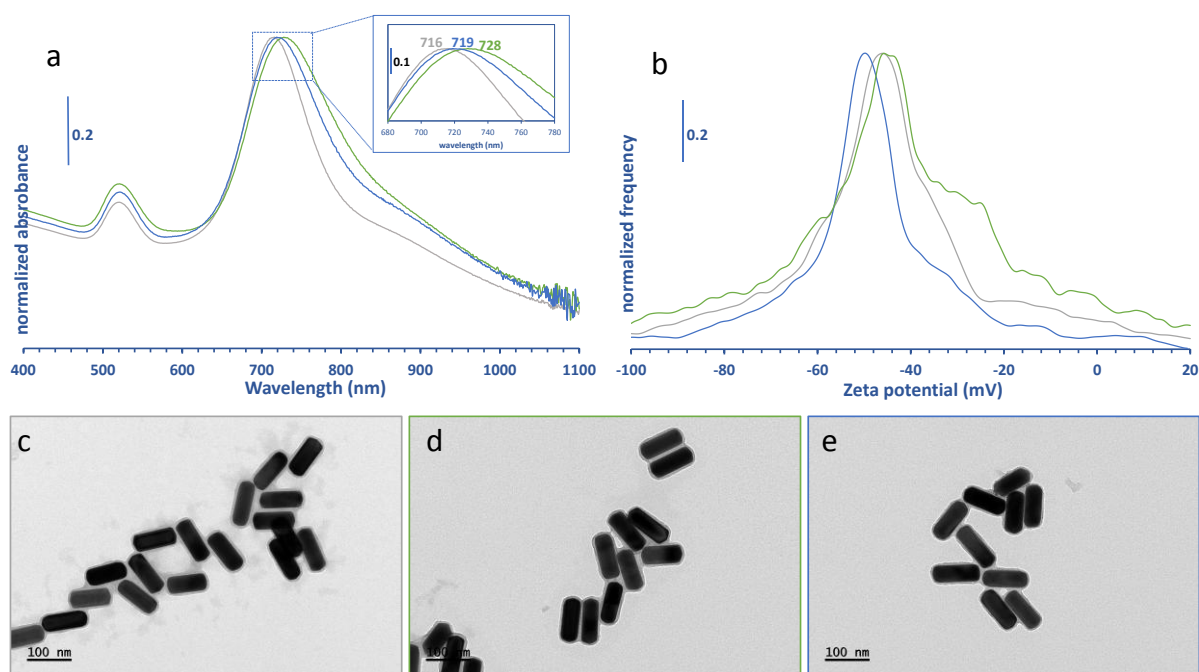 a
716 719 728
0.1
680 700 720 740 760 780
wavelength (nm)
0.2
normalized absrobance
400 500 600 700 800 900 1000 1100
Wavelength (nm)
b
0.2
normalized frequency
-100 -80 -60 -40 -20 0 20
Zeta potential (mV)
c
100 nm
d
100 nm
e
100 nm